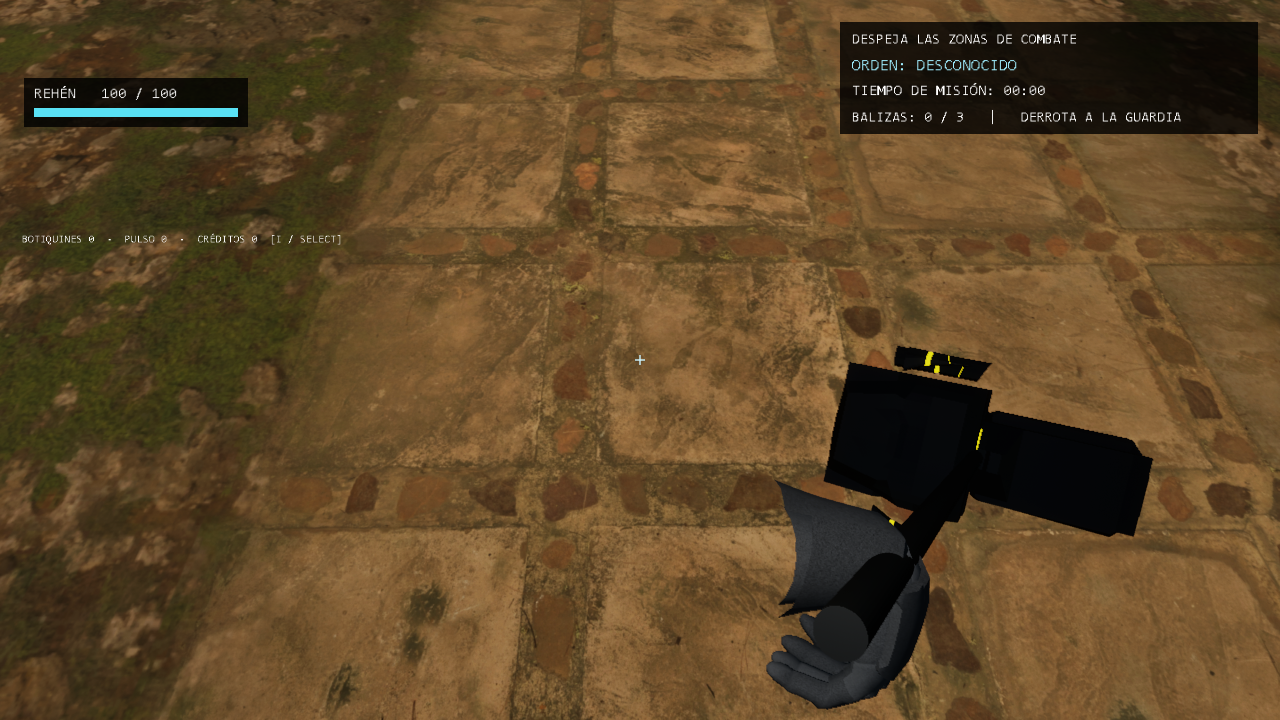 DESPEJA LAS ZONAS DE COMBATE
ORDEN: DESCONOCIDO
TIEMPO DE MISIÓN: 00:00
BALIZAS: 0 / 3 | DERROTA A LA GUARDIA
REHÉN 100 / 100
BOTIQUINES 0 - PULSO 0 - CRÉDITOS 0 [I / SELECT]